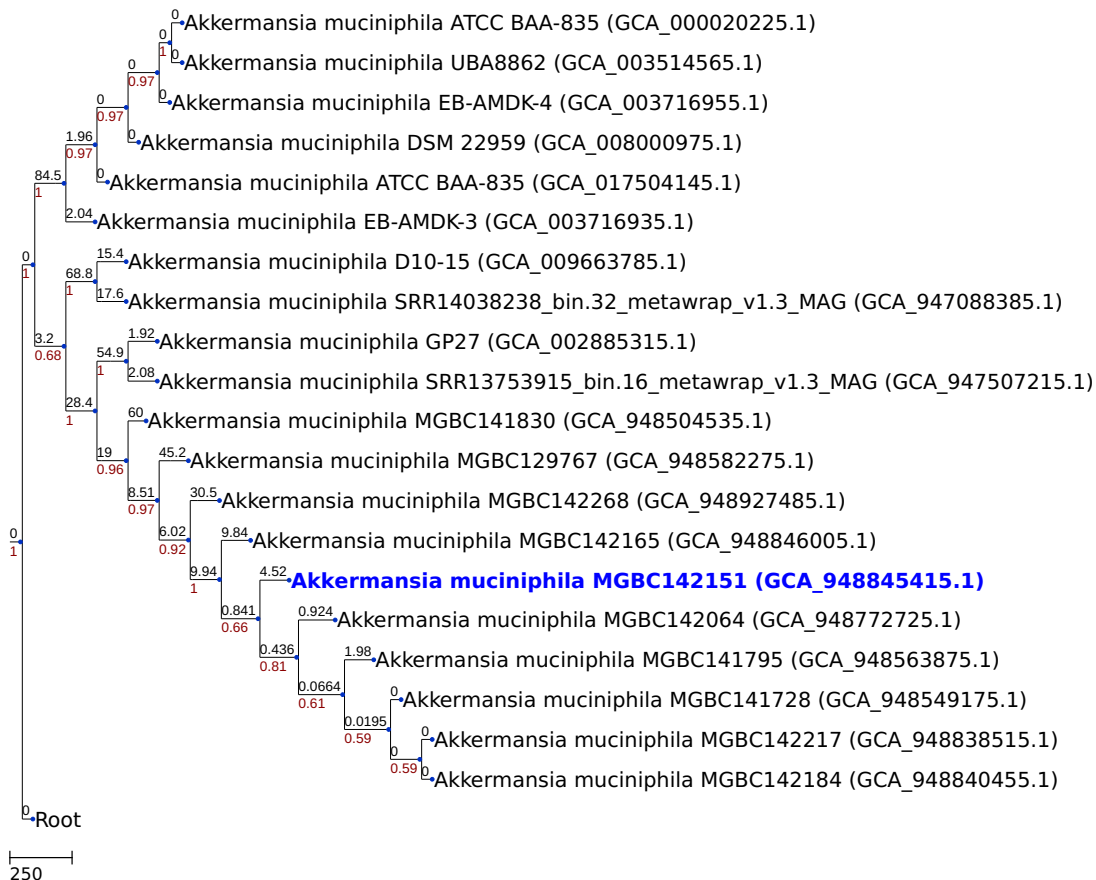 0
Akkermansia muciniphila ATCC BAA-835 (GCA_000020225.1)
0
1
0
Akkermansia muciniphila UBA8862 (GCA_003514565.1)
0
0.97
0
Akkermansia muciniphila EB-AMDK-4 (GCA_003716955.1)
0
0.97
0
Akkermansia muciniphila DSM 22959 (GCA_008000975.1)
1.96
0.97
0
Akkermansia muciniphila ATCC BAA-835 (GCA_017504145.1)
84.5
1
2.04
Akkermansia muciniphila EB-AMDK-3 (GCA_003716935.1)
0
1
15.4
Akkermansia muciniphila D10-15 (GCA_009663785.1)
68.8
1
17.6
Akkermansia muciniphila SRR14038238_bin.32_metawrap_v1.3_MAG (GCA_947088385.1)
3.2
0.68
1.92
Akkermansia muciniphila GP27 (GCA_002885315.1)
54.9
1
2.08
Akkermansia muciniphila SRR13753915_bin.16_metawrap_v1.3_MAG (GCA_947507215.1)
28.4
1
60
Akkermansia muciniphila MGBC141830 (GCA_948504535.1)
19
0.96
45.2
Akkermansia muciniphila MGBC129767 (GCA_948582275.1)
8.51
0.97
30.5
Akkermansia muciniphila MGBC142268 (GCA_948927485.1)
6.02
0.92
9.84
Akkermansia muciniphila MGBC142165 (GCA_948846005.1)
9.94
1
4.52
Akkermansia muciniphila MGBC142151 (GCA_948845415.1)
0.841
0.66
0.924
Akkermansia muciniphila MGBC142064 (GCA_948772725.1)
0.436
0.81
1.98
Akkermansia muciniphila MGBC141795 (GCA_948563875.1)
0.0664
0.61
0
Akkermansia muciniphila MGBC141728 (GCA_948549175.1)
0.0195
0.59
0
Akkermansia muciniphila MGBC142217 (GCA_948838515.1)
0
0.59
0
Akkermansia muciniphila MGBC142184 (GCA_948840455.1)
0
1
0
Root
250